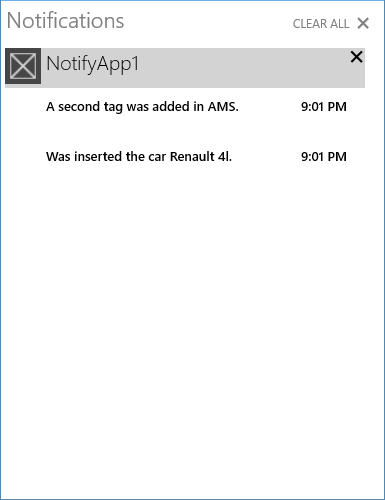 Notifications
CLEAR ALL
NotifyApp1
A second tag was added in AMS. 9:01 PM
Was inserted the car Renault 4l. 9:01 PM